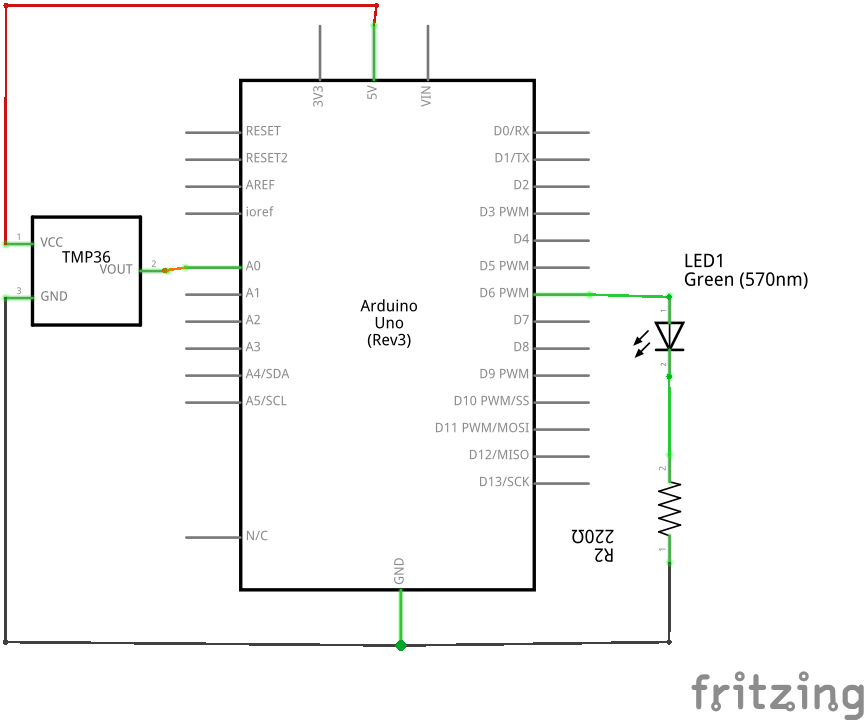 3V3
5V
VIN
RESET
RESET2
AREF
ioref
A0
A1
A2
A3
A4/SDA
A5/SCL
N/C
D0/RX
D1/TX
D2
D3 PWM
D4
D5 PWM
D6 PWM
D7
D8
D9 PWM
D10 PWM/SS
D11 PWM/MOSI
D12/MISO
D13/SCK
GND
Arduino
Uno
(Rev3)
1
VCC
TMP36
VOUT
2
3
GND
LED1
Green (570nm)
1
2
2
1
R2
220Ω
fritzing